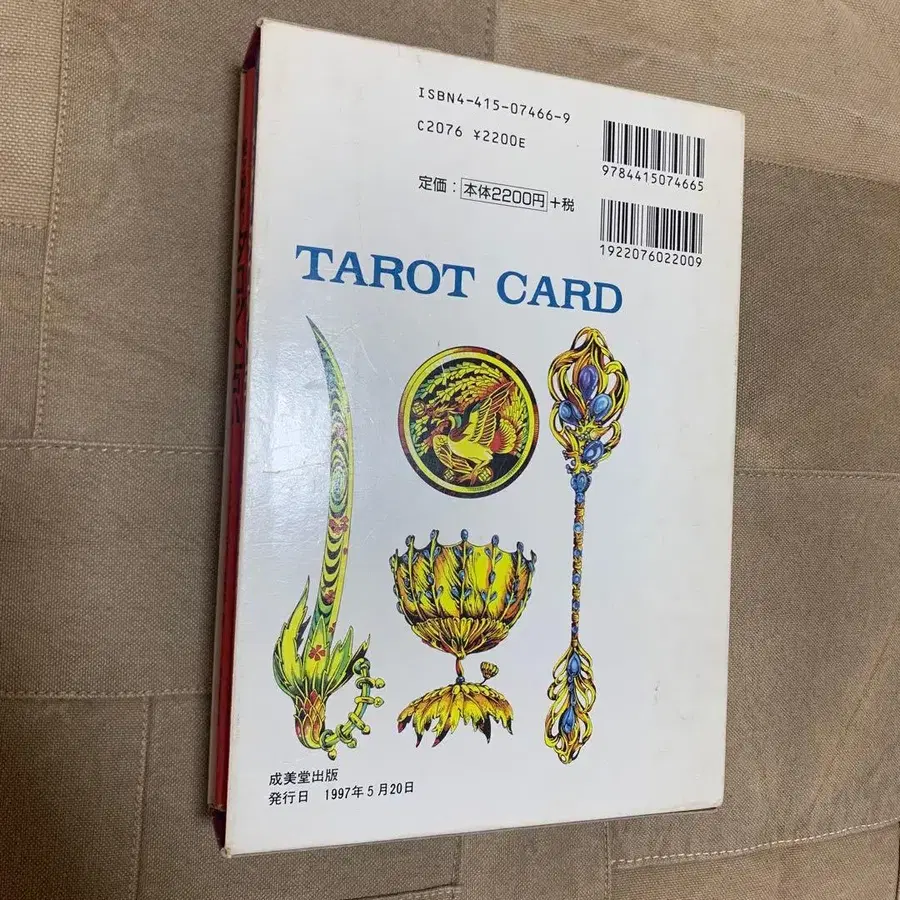 ISBN4-415-07466-9
C2076 ¥2200E
9784415074665
定価：本体2200円+税
1922076022009
TAROT CARD
成美堂出版
発行日 1997年5月20日